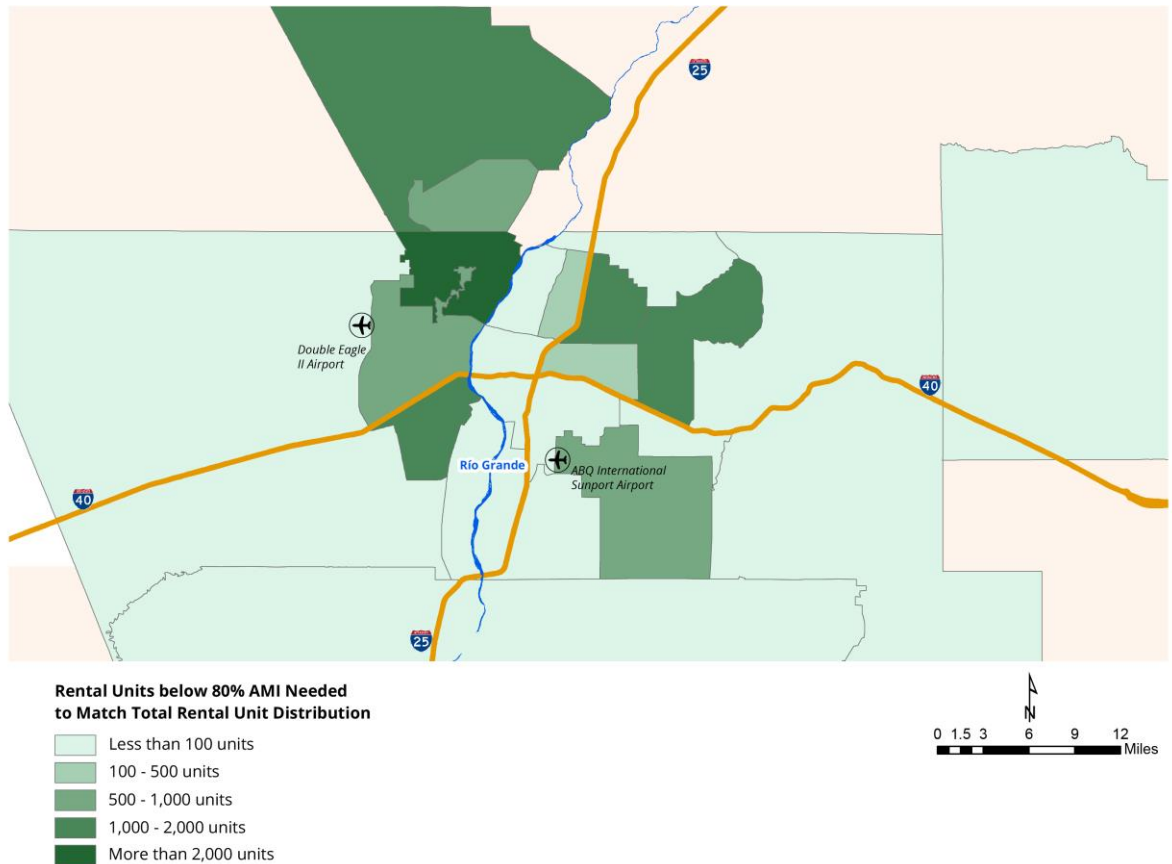 25
Double Eagle
II Airport
40
Río Grande
ABQ International
Sunport Airport
40
25
Rental Units below 80% AMI Needed
to Match Total Rental Unit Distribution
Less than 100 units
100 - 500 units
500 - 1,000 units
1,000 - 2,000 units
More than 2,000 units
N
0 1.5 3 6 9 12
Miles